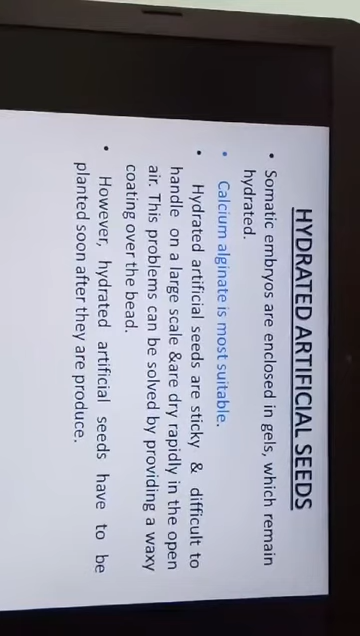 HYDRATED ARTIFICIAL SEEDS
• Somatic embryos are enclosed in gels, which remain
hydrated.
• Calcium alginate is most suitable.
• Hydrated artificial seeds are sticky & difficult to
handle on a large scale &are dry rapidly in the open
air. This problems can be solved by providing a waxy
coating over the bead.
• However, hydrated artificial seeds have to be
planted soon after they are produce.